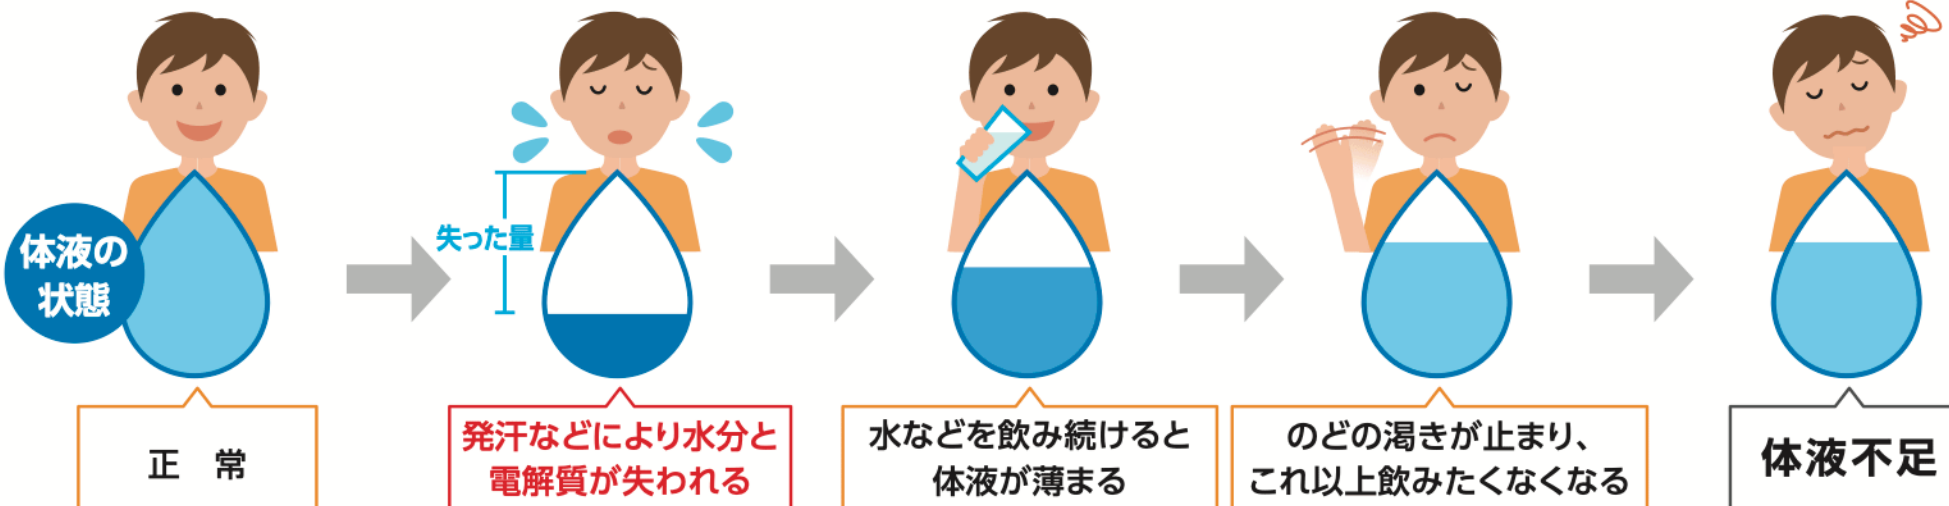 体液の
状態
失った量
正 常
発汗などにより水分と
電解質が失われる
水などを飲み続けると
体液が薄まる
のどの渇きが止まり、
これ以上飲みたくなくなる
体液不足